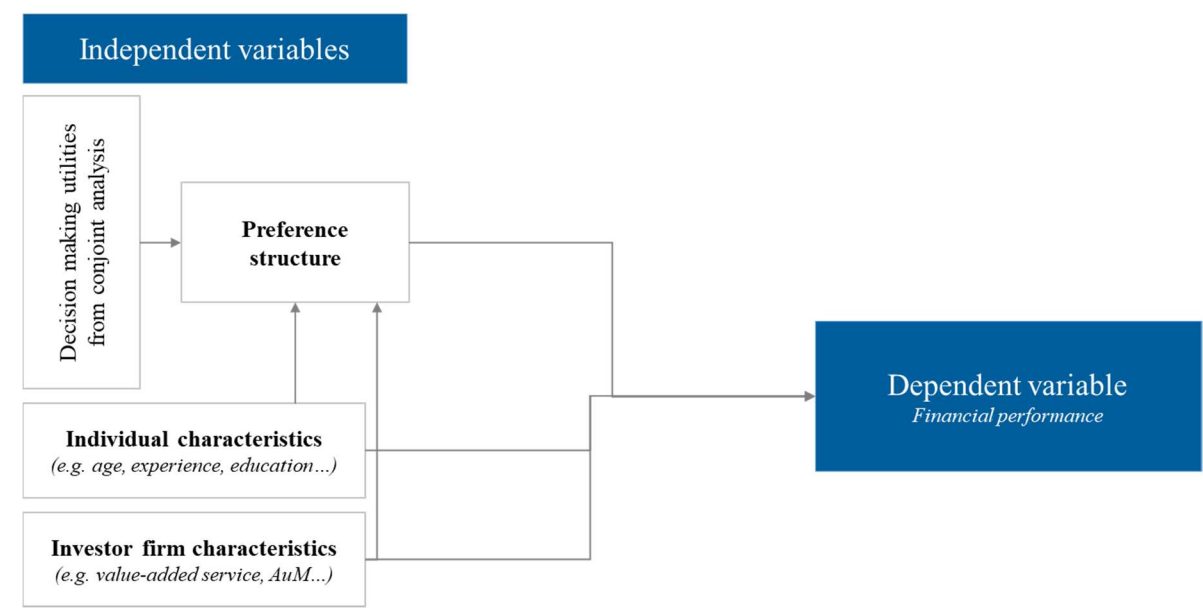 Independent variables
Decision making utilities
from conjoint analysis
Preference
structure
Individual characteristics
(e.g. age, experience, education…)
Investor firm characteristics
(e.g. value-added service, AuM…)
Dependent variable
Financial performance